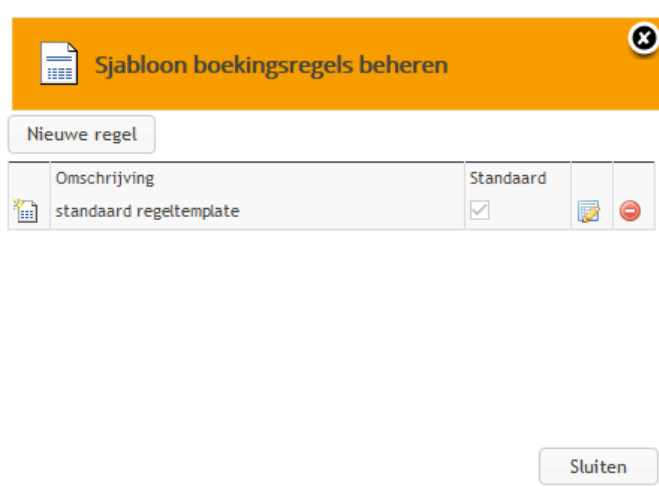 Sjabloon boekingsregels beheren
Nieuwe regel
Omschrijving Standaard
standaard regeltemplate
Sluiten